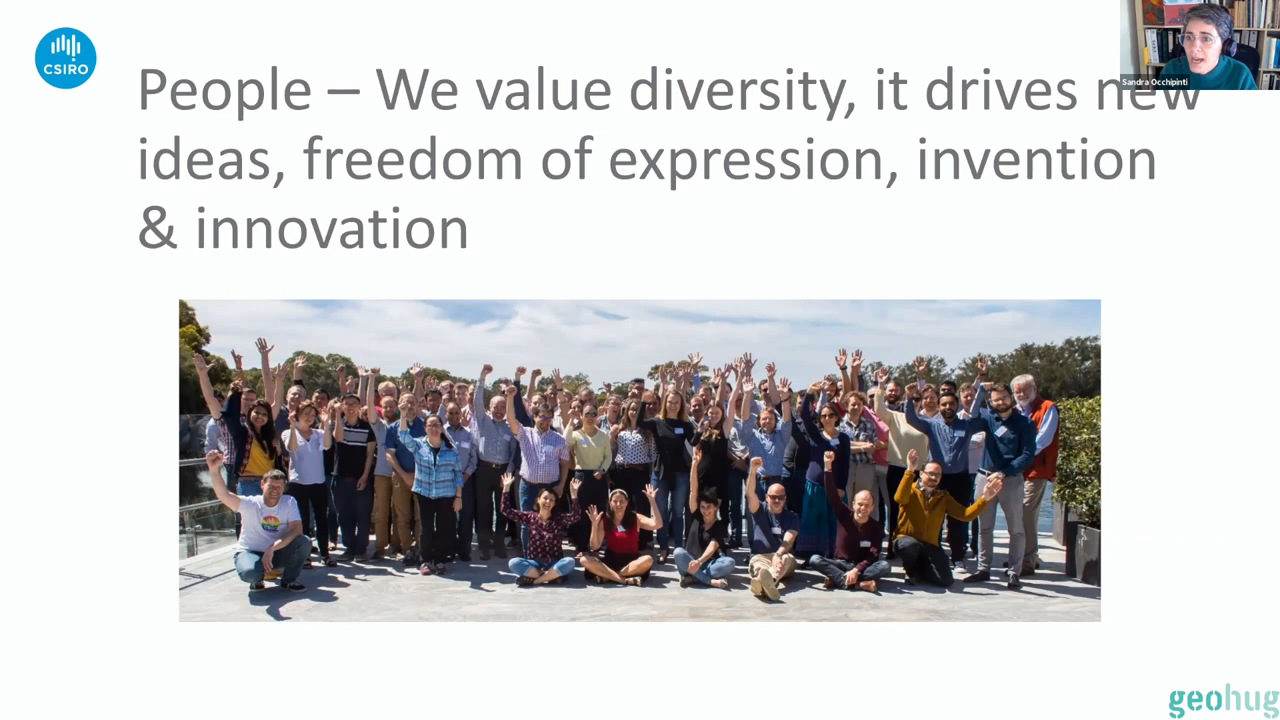 CSIRO
Sandra Occhipinti
People – We value diversity, it drives new
ideas, freedom of expression, invention
& innovation
geohug